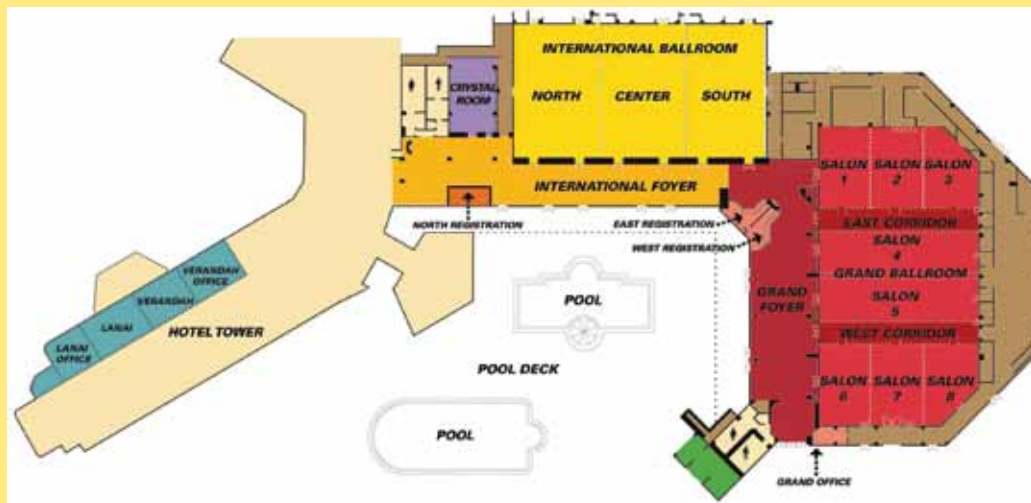 INTERNATIONAL BALLROOM
NORTH
CENTER
SOUTH
CRYSTAL
ROOM
INTERNATIONAL FOYER
NORTH REGISTRATION
EAST REGISTRATION
WEST REGISTRATION
SALON
1
SALON
2
SALON
3
EAST CORRIDOR
SALON
4
GRAND BALLROOM
SALON
5
WEST CORRIDOR
SALON
6
SALON
7
SALON
8
GRAND
FOYER
GRAND OFFICE
VERANDAH
OFFICE
VERANDAH
LANAI
LANAI
OFFICE
HOTEL TOWER
POOL
POOL DECK
POOL